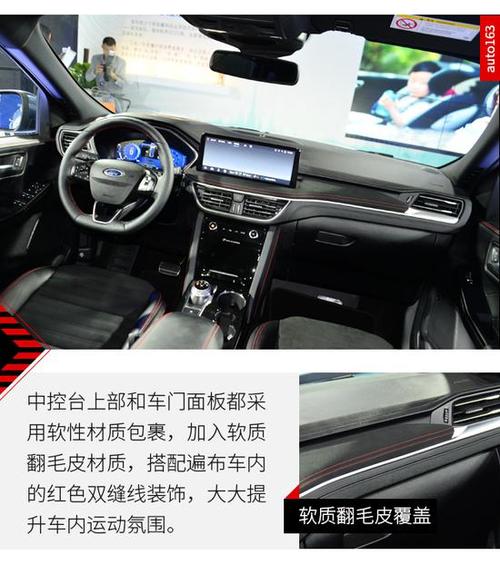 auto163
Ford
中控台上部和车门面板都采
用软性材质包裹，加入软质
翻毛皮材质，搭配遍布车内
的红色双缝线装饰，大大提
升车内运动氛围。
软质翻毛皮覆盖